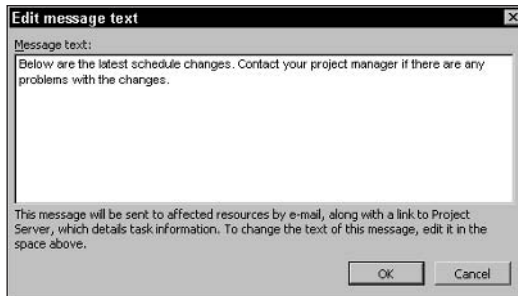 Edit message text
Message text:
Below are the latest schedule changes. Contact your project manager if there are any
problems with the changes.
This message will be sent to affected resources by e-mail, along with a link to Project
Server, which details task information. To change the text of this message, edit it in the
space above.
OK
Cancel